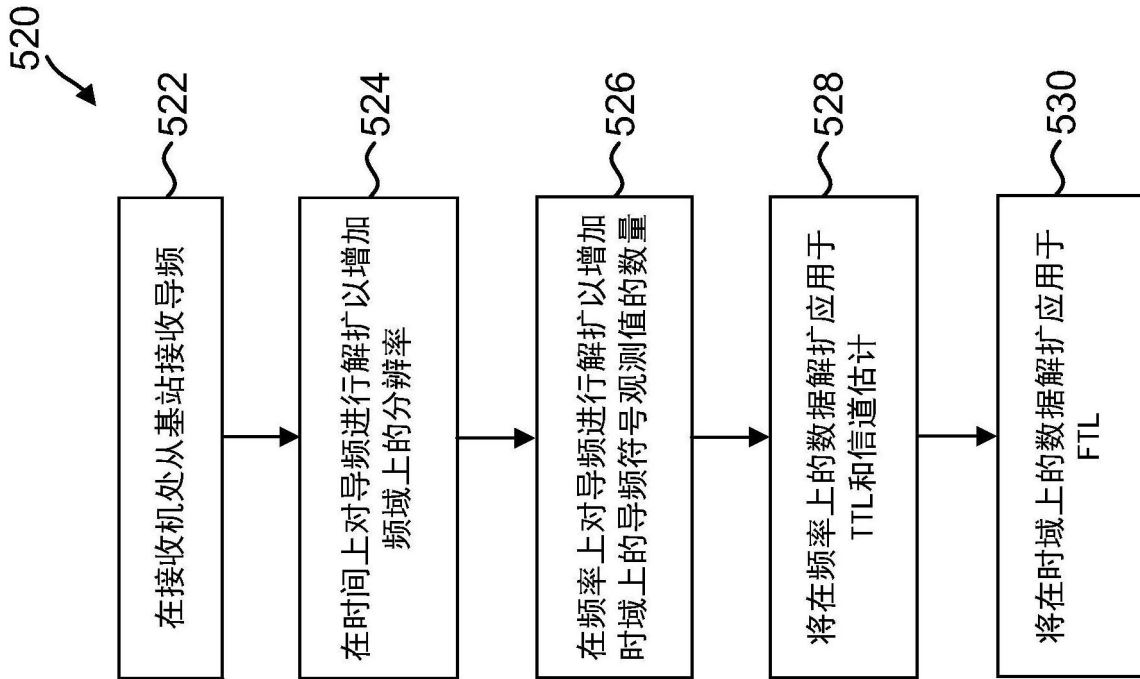 520
在接收机处从基站接收导频
522
在时间上对导频进行解扩以增加
频域上的分辨率
524
在频率上对导频进行解扩以增加
时域上的导频符号观测值的数量
526
将在频率上的数据解扩应用于
TTL和信道估计
528
将在时域上的数据解扩应用于
FTL
530